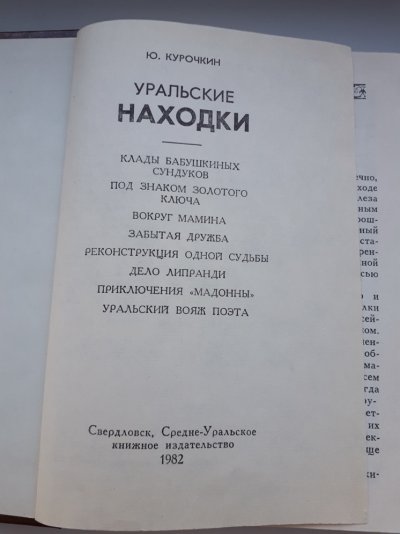 Ю. КУРОЧКИН
УРАЛЬСКИЕ
НАХОДКИ
КЛАДЫ БАБУШКИНЫХ
СУНДУКОВ
ПОД ЗНАКОМ ЗОЛОТОГО
КЛЮЧА
ВОКРУГ МАМИНА
ЗАБЫТАЯ ДРУЖБА
РЕКОНСТРУКЦИЯ ОДНОЙ СУДЬБЫ
ДЕЛО ЛИПРАНДИ
ПРИКЛЮЧЕНИЯ «МАДОННЫ»
УРАЛЬСКИЙ ВОЯЖ ПОЭТА
Свердловск, Средне-Уральское
книжное издательство
1982